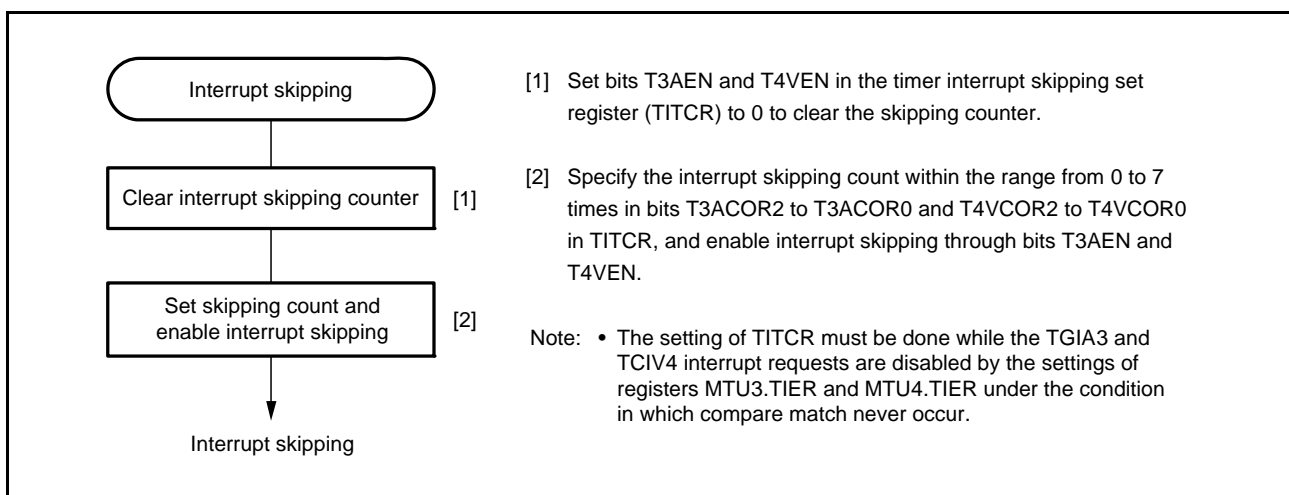 Interrupt skipping
Clear interrupt skipping counter
[1]
Set skipping count and
enable interrupt skipping
[2]
Interrupt skipping
[1] Set bits T3AEN and T4VEN in the timer interrupt skipping set
register (TITCR) to 0 to clear the skipping counter.
[2] Specify the interrupt skipping count within the range from 0 to 7
times in bits T3ACOR2 to T3ACOR0 and T4VCOR2 to T4VCOR0
in TITCR, and enable interrupt skipping through bits T3AEN and
T4VEN.
Note: • The setting of TITCR must be done while the TGIA3 and
TCIV4 interrupt requests are disabled by the settings of
registers MTU3.TIER and MTU4.TIER under the condition
in which compare match never occur.